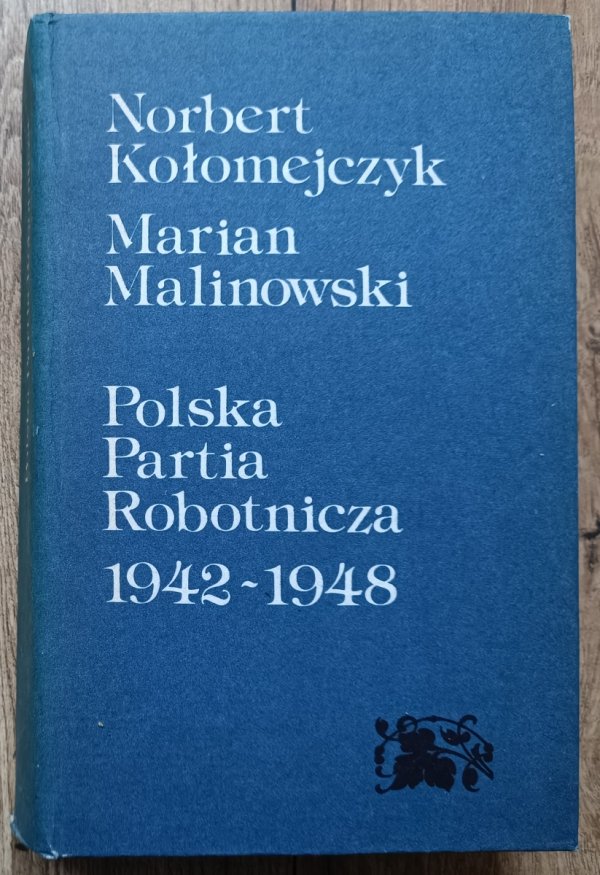 Norbert
Kołomejczyk
Marian
Malinowski
Polska
Partia
Robotnicza
1942-1948